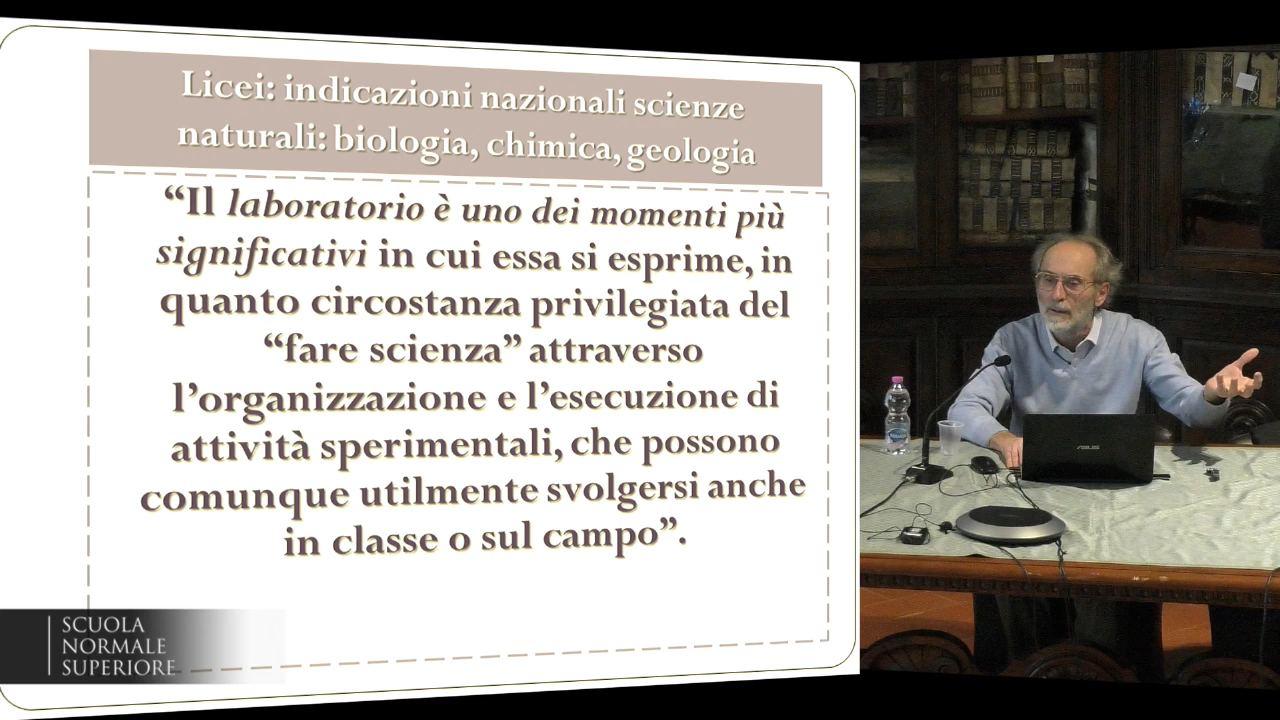 Licei: indicazioni nazionali scienze
naturali: biologia, chimica, geologia
“Il laboratorio è uno dei momenti più
significativi in cui essa si esprime, in
quanto circostanza privilegiata del
“fare scienza” attraverso
l’organizzazione e l’esecuzione di
attività sperimentali, che possono
comunque utilmente svolgersi anche
in classe o sul campo”.
SCUOLA
NORMALE
SUPERIORE
ASUS